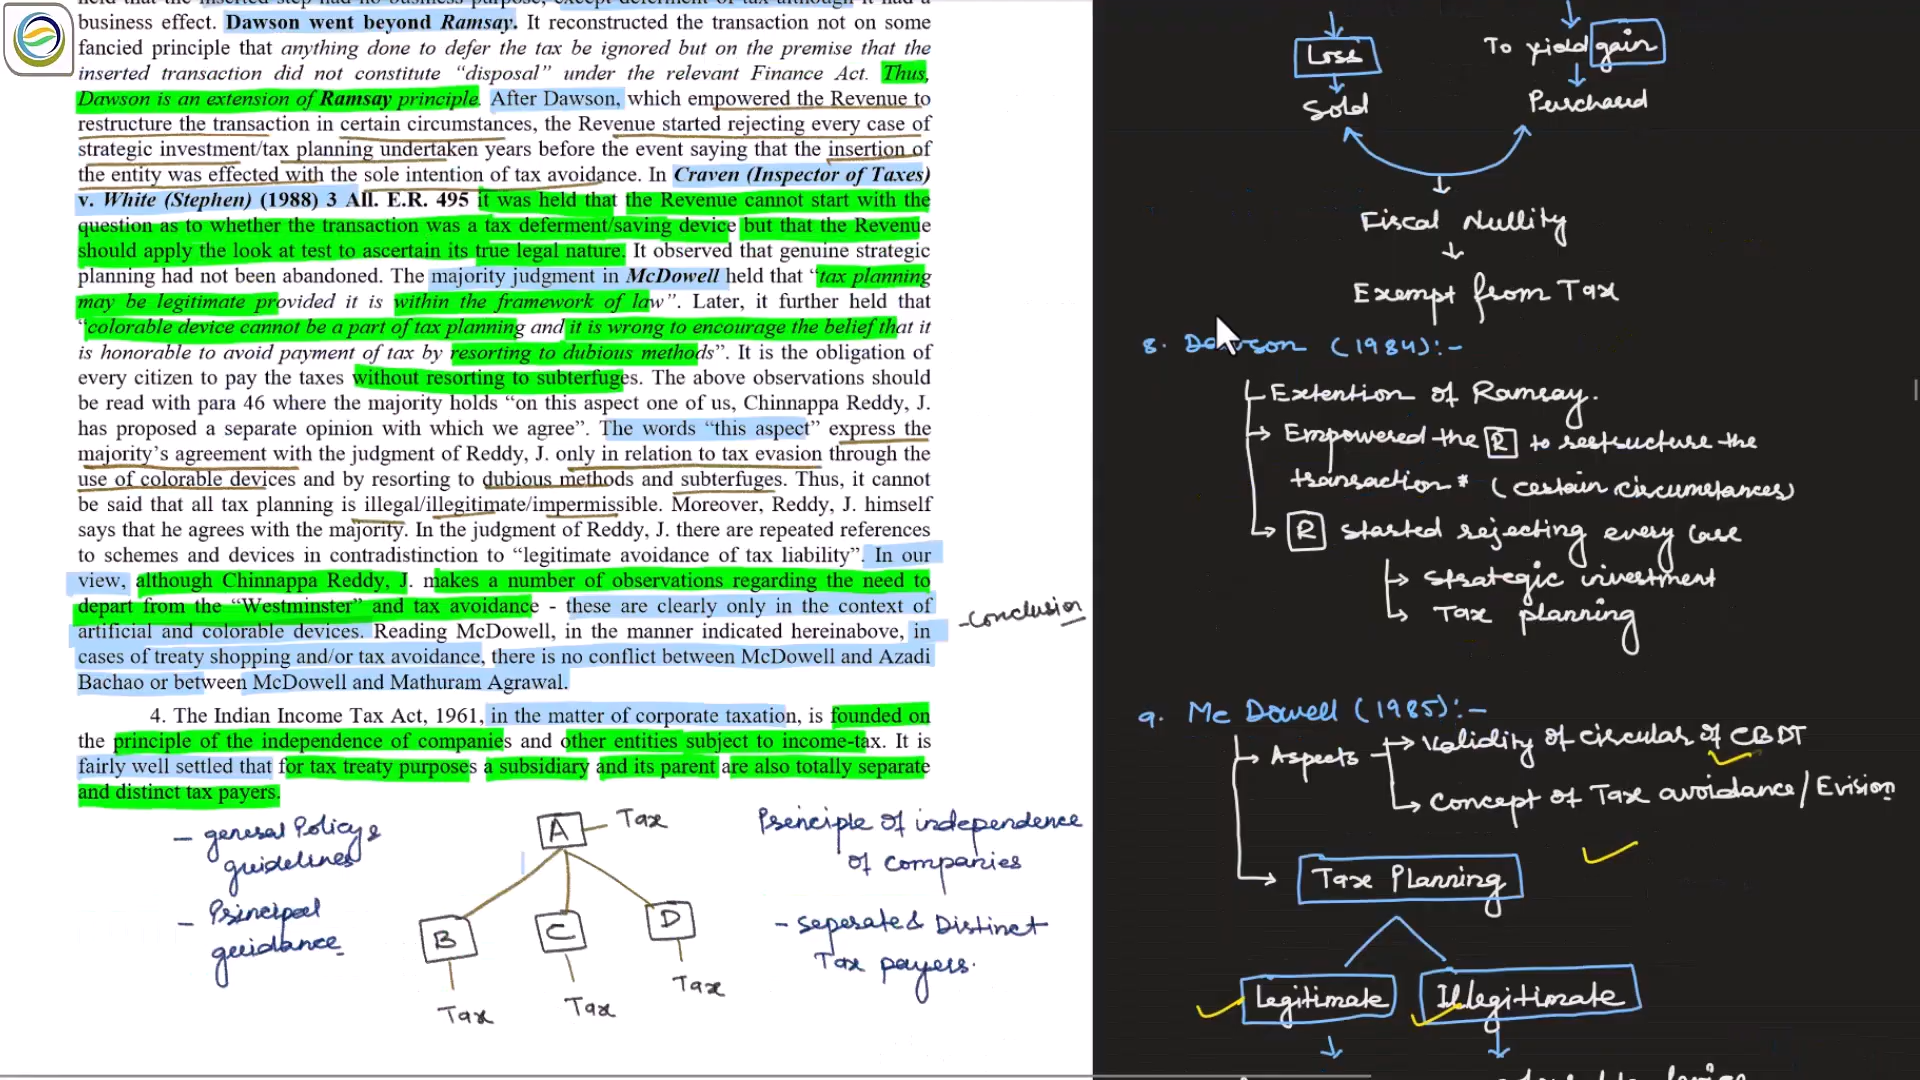 held that the inserted step had no business purpose, except deferment of tax although it had a
business effect. Dawson went beyond Ramsay. It reconstructed the transaction not on some
fancied principle that anything done to defer the tax be ignored but on the premise that the
inserted transaction did not constitute “disposal” under the relevant Finance Act. Thus,
Dawson is an extension of Ramsay principle. After Dawson, which empowered the Revenue to
restructure the transaction in certain circumstances, the Revenue started rejecting every case of
strategic investment/tax planning undertaken years before the event saying that the insertion of
the entity was effected with the sole intention of tax avoidance. In Craven (Inspector of Taxes)
v. White (Stephen) (1988) 3 All. E.R. 495 it was held that the Revenue cannot start with the
question as to whether the transaction was a tax deferment/saving device but that the Revenue
should apply the look at test to ascertain its true legal nature. It observed that genuine strategic
planning had not been abandoned. The majority judgment in McDowell held that “tax planning
may be legitimate provided it is within the framework of law”. Later, it further held that
“colorable device cannot be a part of tax planning and it is wrong to encourage the belief that it
is honorable to avoid payment of tax by resorting to dubious methods”. It is the obligation of
every citizen to pay the taxes without resorting to subterfuges. The above observations should
be read with para 46 where the majority holds “on this aspect one of us, Chinnappa Reddy, J.
has proposed a separate opinion with which we agree”. The words “this aspect” express the
majority’s agreement with the judgment of Reddy, J. only in relation to tax evasion through the
use of colorable devices and by resorting to dubious methods and subterfuges. Thus, it cannot
be said that all tax planning is illegal/illegitimate/impermissible. Moreover, Reddy, J. himself
says that he agrees with the majority. In the judgment of Reddy, J. there are repeated references
to schemes and devices in contradistinction to “legitimate avoidance of tax liability”. In our
view, although Chinnappa Reddy, J. makes a number of observations regarding the need to
depart from the “Westminster” and tax avoidance - these are clearly only in the context of
artificial and colorable devices. Reading McDowell, in the manner indicated hereinabove, in
cases of treaty shopping and/or tax avoidance, there is no conflict between McDowell and Azadi
Bachao or between McDowell and Mathuram Agrawal.
-Conclusion
4. The Indian Income Tax Act, 1961, in the matter of corporate taxation, is founded on
the principle of the independence of companies and other entities subject to income-tax. It is
fairly well settled that for tax treaty purposes a subsidiary and its parent are also totally separate
and distinct tax payers.
- general Policy &
guidelines
- Principal
guidance
A - Tax
B C D
Tax Tax Tax
Principle of independence
of companies
- seperate & Distinct
Tax payers.
Loss To yield gain
Sold Purchased
Fiscal Nullity
Exempt from Tax
8. Dawson (1984):-
Extention of Ramsay.
Empowered the R to restructure the
transaction* (certain circumstances)
R started rejecting every case
strategic investment
Tax planning
9. Mc Dowell (1985):-
Aspects Validity of circular of CBDT
Concept of Tax avoidance/Evision
Tax Planning
Legitimate Illegitimate